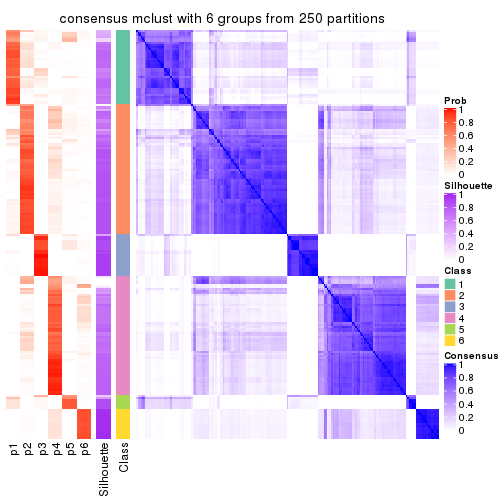 consensus mclust with 6 groups from 250 partitions
Prob
1
0.8
0.6
0.4
0.2
0
Silhouette
1
0.8
0.6
0.4
0.2
0
Class
1
2
3
4
5
6
Consensus
1
0.8
0.6
0.4
0.2
0
p1
p2
p3
p4
p5
p6
Silhouette
Class